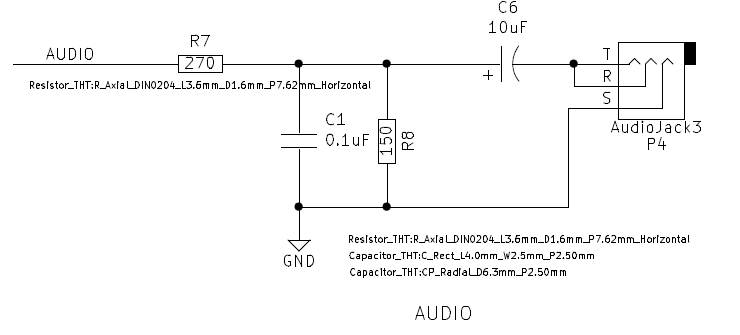 C6
10uF
R7
AUDIO
270
+
T
R
S
Resistor_THT:R_Axial_DIN0204_L3.6mm_D1.6mm_P7.62mm_Horizontal
C1
0.1uF
150
R8
AudioJack3
P4
GND
Resistor_THT:R_Axial_DIN0204_L3.6mm_D1.6mm_P7.62mm_Horizontal
Capacitor_THT:C_Rect_L4.0mm_W2.5mm_P2.50mm
Capacitor_THT:CP_Radial_D6.3mm_P2.50mm
AUDIO